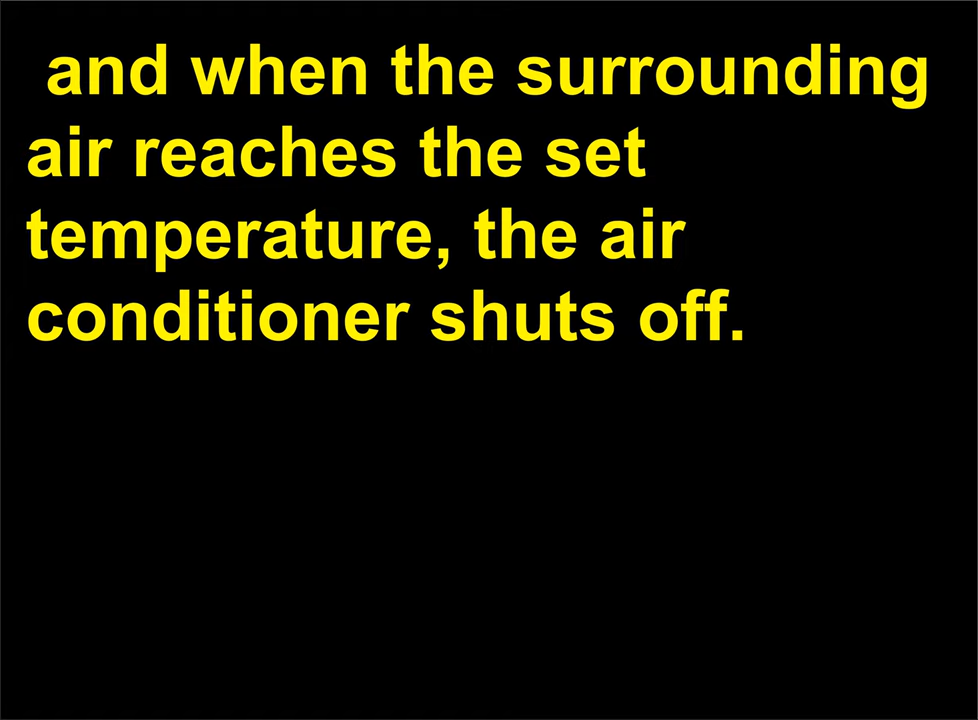 and when the surrounding
air reaches the set
temperature, the air
conditioner shuts off.